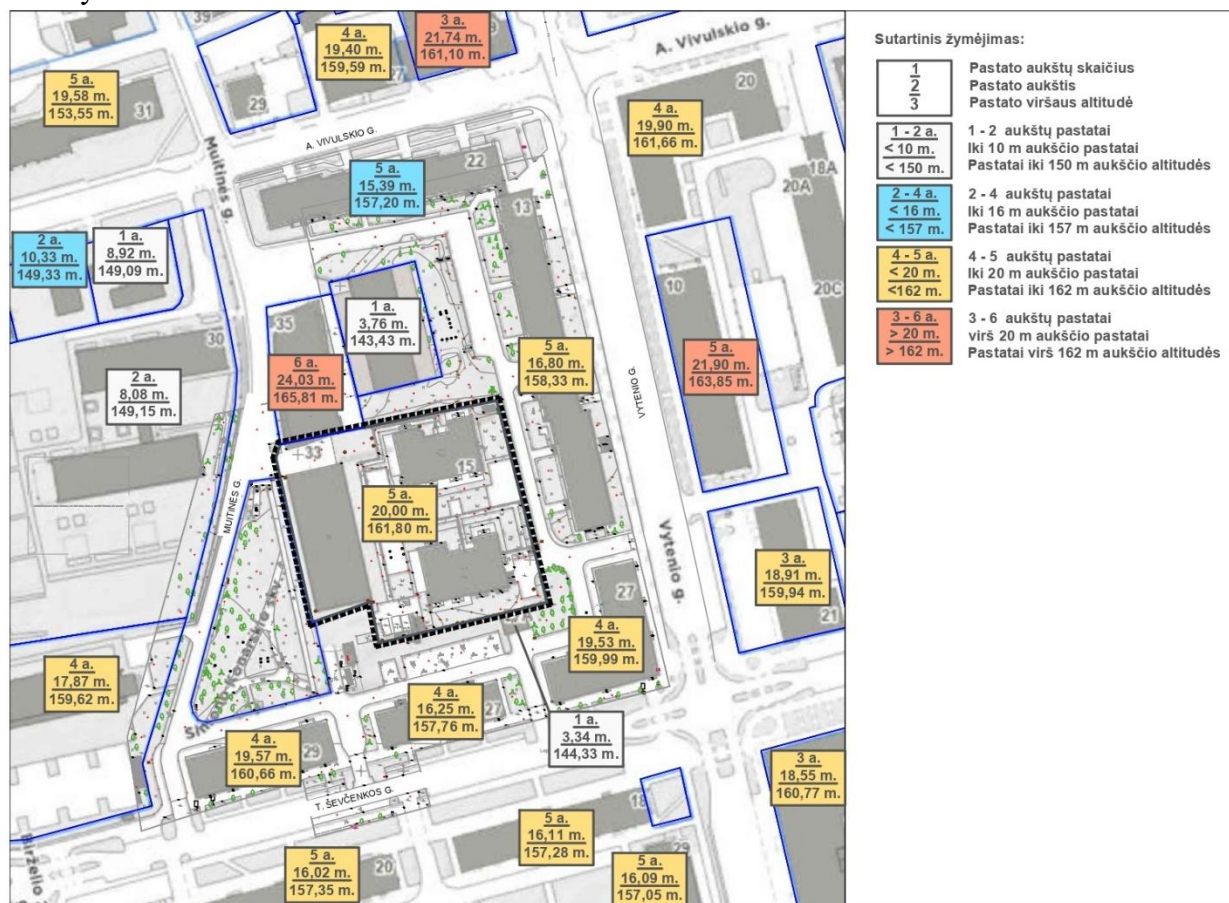 39
4 a.
19,40 m.
159,59 m.
27
3 a.
21,74 m.
161,10 m.
A. Vivulskio g.
5 a.
19,58 m.
153,55 m.
31
29
20
4 a.
19,90 m.
161,66 m.
Muitinės g.
A. VIVULSKIO G.
22
5 a.
15,39 m.
157,20 m.
13
18A
20A
2 a.
10,33 m.
149,33 m.
1 a.
8,92 m.
149,09 m.
10
20C
35
1 a.
3,76 m.
143,43 m.
30
6 a.
24,03 m.
165,81 m.
5 a.
16,80 m.
158,33 m.
VYTENIO G.
5 a.
21,90 m.
163,85 m.
2 a.
8,08 m.
149,15 m.
33
15
MUITINĖS G.
5 a.
20,00 m.
161,80 m.
Vytenio g.
3 a.
18,91 m.
159,94 m.
21
27
4 a.
19,53 m.
159,99 m.
4 a.
17,87 m.
159,62 m.
4 a.
16,25 m.
157,76 m.
27
1 a.
3,34 m.
144,33 m.
4 a.
19,57 m.
160,66 m.
29
3 a.
18,55 m.
160,77 m.
T. ŠEVČENKOS G.
18
5 a.
16,11 m.
157,28 m.
Birželio
20
5 a.
16,02 m.
157,35 m.
29
5 a.
16,09 m.
157,05 m.
Sutartinis žymėjimas:
1 Pastato aukštų skaičius
2 Pastato aukštis
3 Pastato viršaus altitudė
1 - 2 a. 1 - 2 aukštų pastatai
< 10 m. Iki 10 m aukščio pastatai
< 150 m. Pastatai iki 150 m aukščio altitudės
2 - 4 a. 2 - 4 aukštų pastatai
< 16 m. Iki 16 m aukščio pastatai
< 157 m. Pastatai iki 157 m aukščio altitudės
4 - 5 a. 4 - 5 aukštų pastatai
< 20 m. Iki 20 m aukščio pastatai
<162 m. Pastatai iki 162 m aukščio altitudės
3 - 6 a. 3 - 6 aukštų pastatai
> 20 m. virš 20 m aukščio pastatai
> 162 m. Pastatai virš 162 m aukščio altitudės